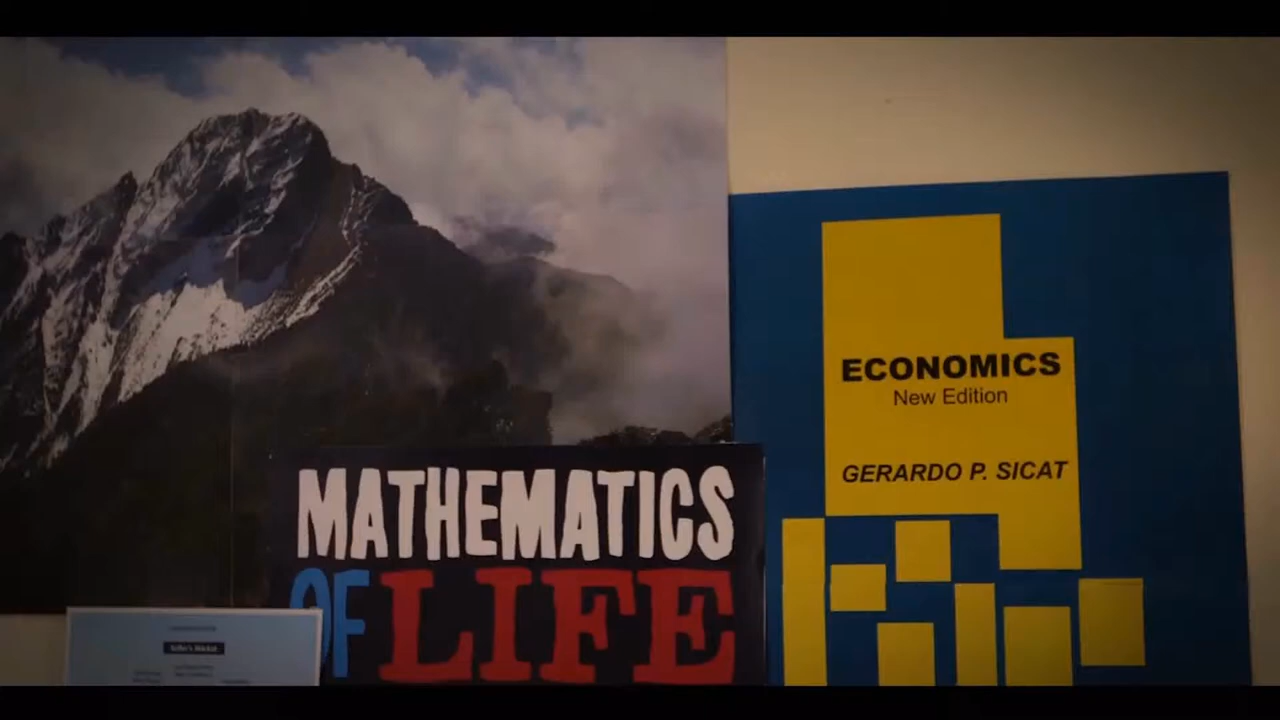 MATHEMATICS
OF LIFE
ECONOMICS
New Edition
GERARDO P. SICAT